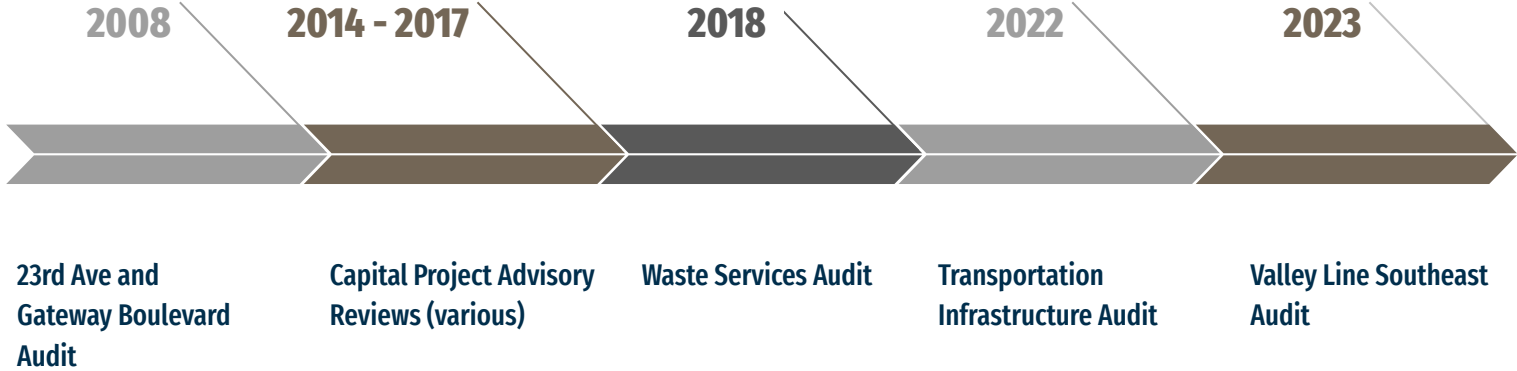 2008
2014 - 2017
2018
2022
2023
23rd Ave and
Gateway Boulevard
Audit
Capital Project Advisory
Reviews (various)
Waste Services Audit
Transportation
Infrastructure Audit
Valley Line Southeast
Audit